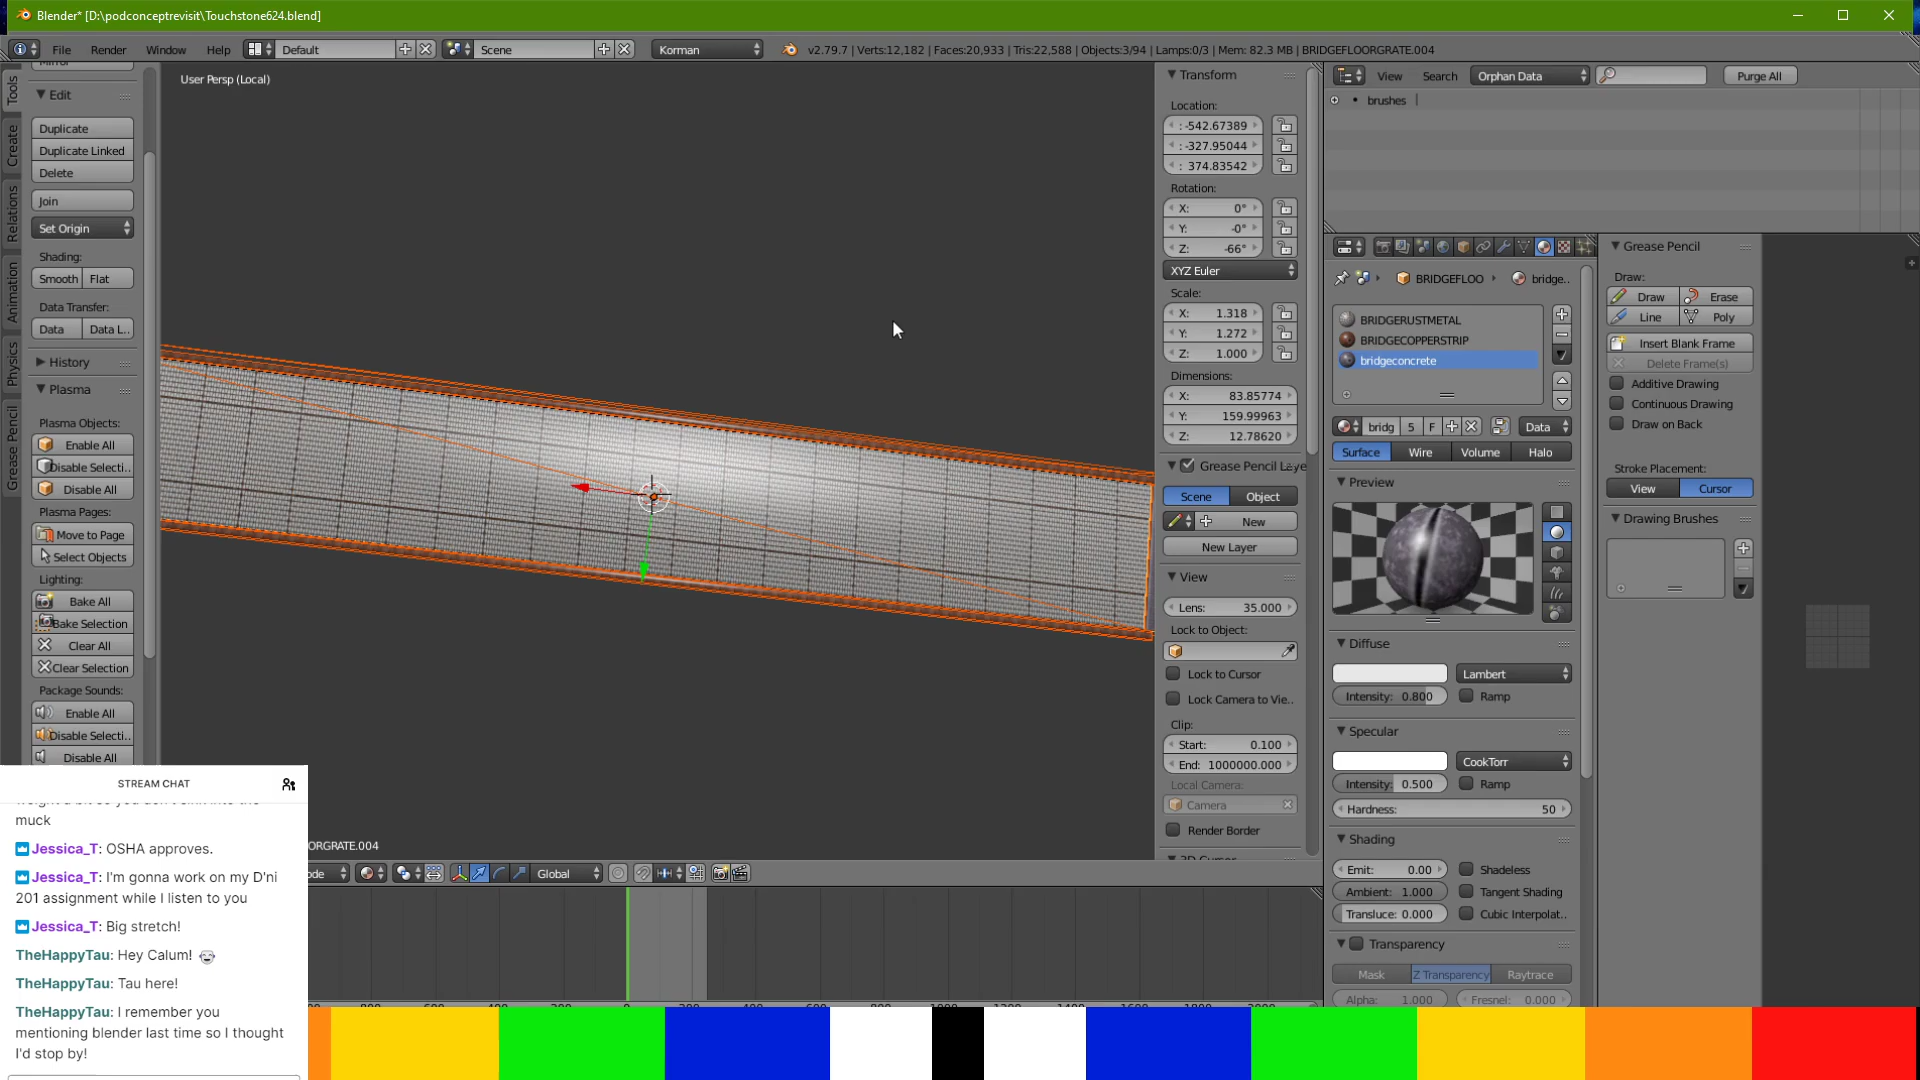 Blender* [D:\podconceptrevisit\Touchstone624.blend]
File Render Window Help Default Scene Korman v2.79.7 | Verts:12,182 | Faces:20,933 | Tris:22,588 | Objects:3/94 | Lamps:0/3 | Mem: 82.3 MB | BRIDGEFLOORGRATE.004
Tools
Create
Relations
Animation
Physics
Grease Pencil
Edit
Duplicate
Duplicate Linked
Delete
Join
Set Origin
Shading:
Smooth Flat
Data Transfer:
Data Data L..
History
Plasma
Plasma Objects:
Enable All
Disable Selecti..
Disable All
Plasma Pages:
Move to Page
Select Objects
Lighting:
Bake All
Bake Selection
Clear All
Clear Selection
Package Sounds:
Enable All
Disable Selecti..
Disable All
User Persp (Local)
ORGRATE.004
ode Global
Transform
Location:
: -542.67389
: -327.95044
: 374.83542
Rotation:
X: 0°
Y: -0°
Z: -66°
XYZ Euler
Scale:
X: 1.318
Y: 1.272
Z: 1.000
Dimensions:
X: 83.85774
Y: 159.99963
Z: 12.78620
Grease Pencil Laye
Scene Object
New
New Layer
View
Lens: 35.000
Lock to Object:
Lock to Cursor
Lock Camera to Vie..
Clip:
Start: 0.100
End: 1000000.000
Local Camera:
Camera
Render Border
View Search Orphan Data Purge All
brushes
BRIDGEFLOO bridge..
BRIDGERUSTMETAL
BRIDGECOPPERSTRIP
bridgeconcrete
bridg 5 F Data
Surface Wire Volume Halo
Preview
Diffuse
Lambert
Intensity: 0.800 Ramp
Specular
CookTorr
Intensity: 0.500 Ramp
Hardness: 50
Shading
Emit: 0.00 Shadeless
Ambient: 1.000 Tangent Shading
Transluce: 0.000 Cubic Interpolat..
Transparency
Mask Z Transparency Raytrace
Alpha: 1.000 Fresnel: 0.000
Grease Pencil
Draw:
Draw Erase
Line Poly
Insert Blank Frame
Delete Frame(s)
Additive Drawing
Continuous Drawing
Draw on Back
Stroke Placement:
View Cursor
Drawing Brushes
STREAM CHAT
muck
Jessica_T: OSHA approves.
Jessica_T: I'm gonna work on my D'ni
201 assignment while I listen to you
Jessica_T: Big stretch!
TheHappyTau: Hey Calum!
TheHappyTau: Tau here!
TheHappyTau: I remember you
mentioning blender last time so I thought
I'd stop by!